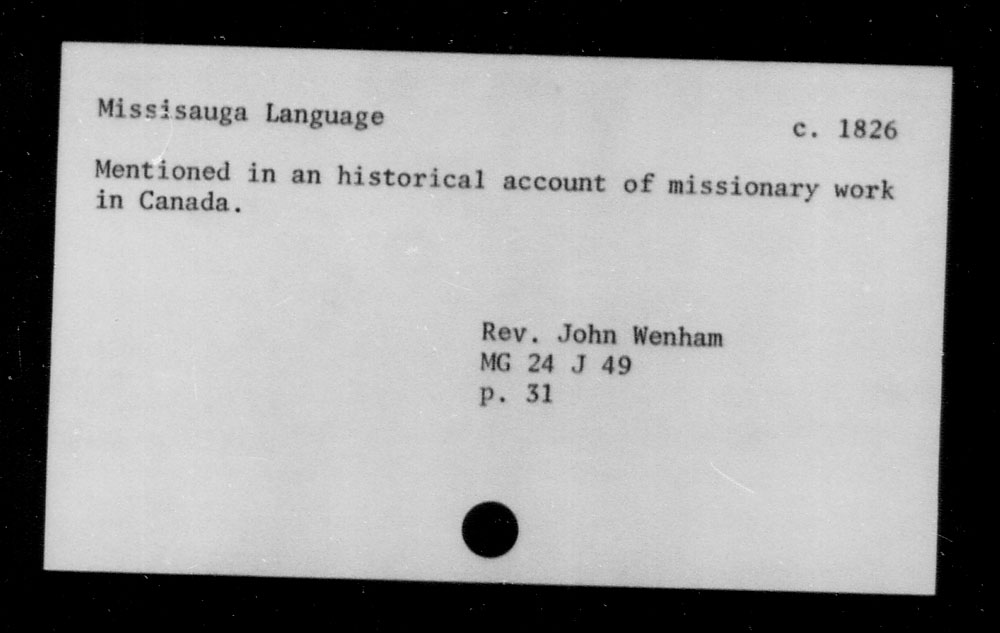 Missisauga Language
c. 1826
Mentioned in an historical account of missionary work
in Canada.
Rev. John Wenham
MG 24 J 49
p. 31